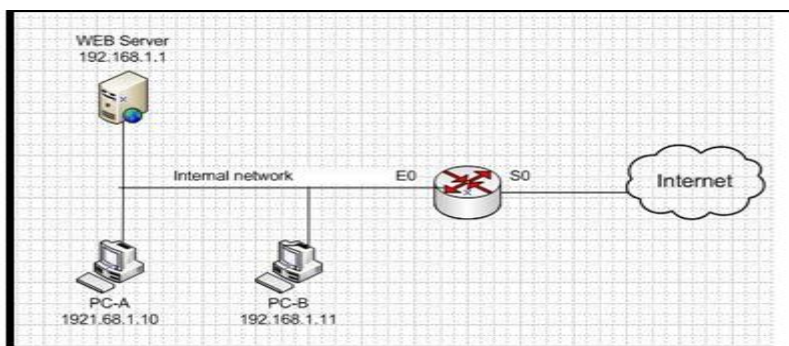 WEB Server
192.168.1.1
Internal network
E0
S0
Internet
PC-A
1921.68.1.10
PC-B
192.168.1.11